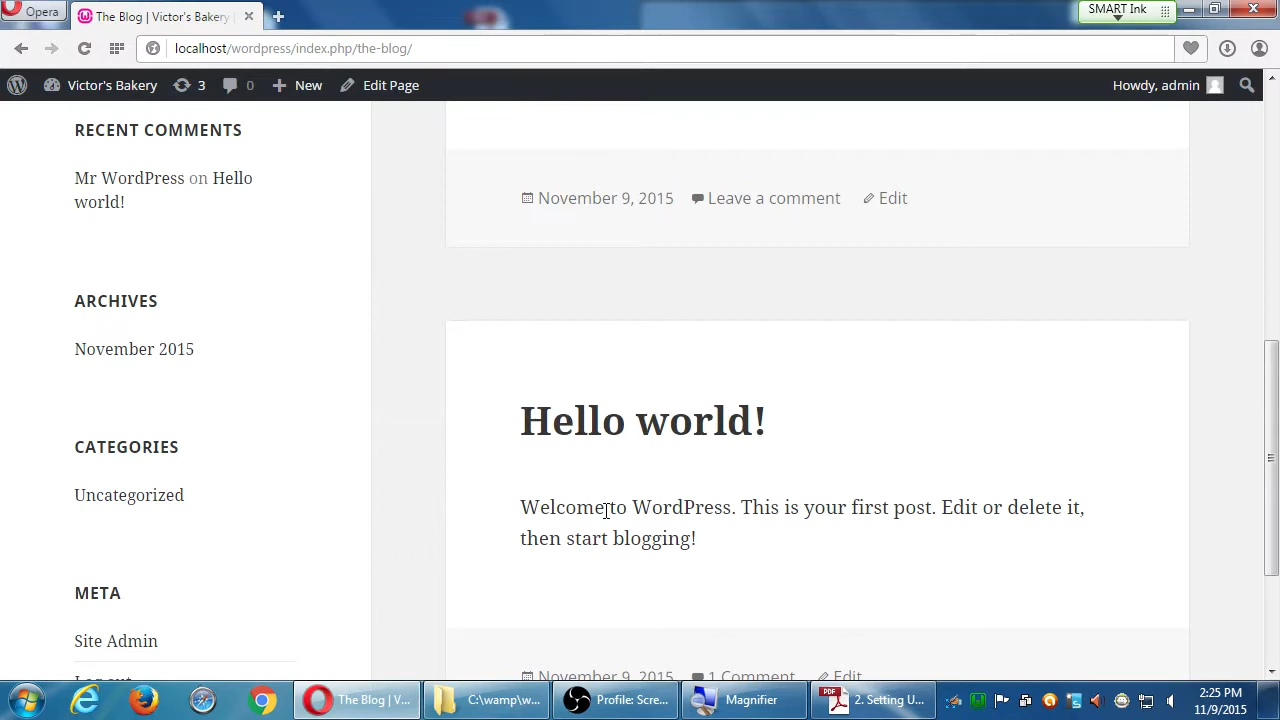 Opera
The Blog | Victor's Bakery
SMART Ink
localhost/wordpress/index.php/the-blog/
Victor's Bakery
3
0
New
Edit Page
Howdy, admin
RECENT COMMENTS
Mr WordPress on Hello
world!
ARCHIVES
November 2015
CATEGORIES
Uncategorized
META
Site Admin
November 9, 2015
Leave a comment
Edit
Hello world!
Welcome to WordPress. This is your first post. Edit or delete it,
then start blogging!
November 9, 2015
1 Comment
Edit
The Blog | V...
C:\wamp\w...
Profile: Scre...
Magnifier
PDF
2. Setting U...
2:25 PM
11/9/2015